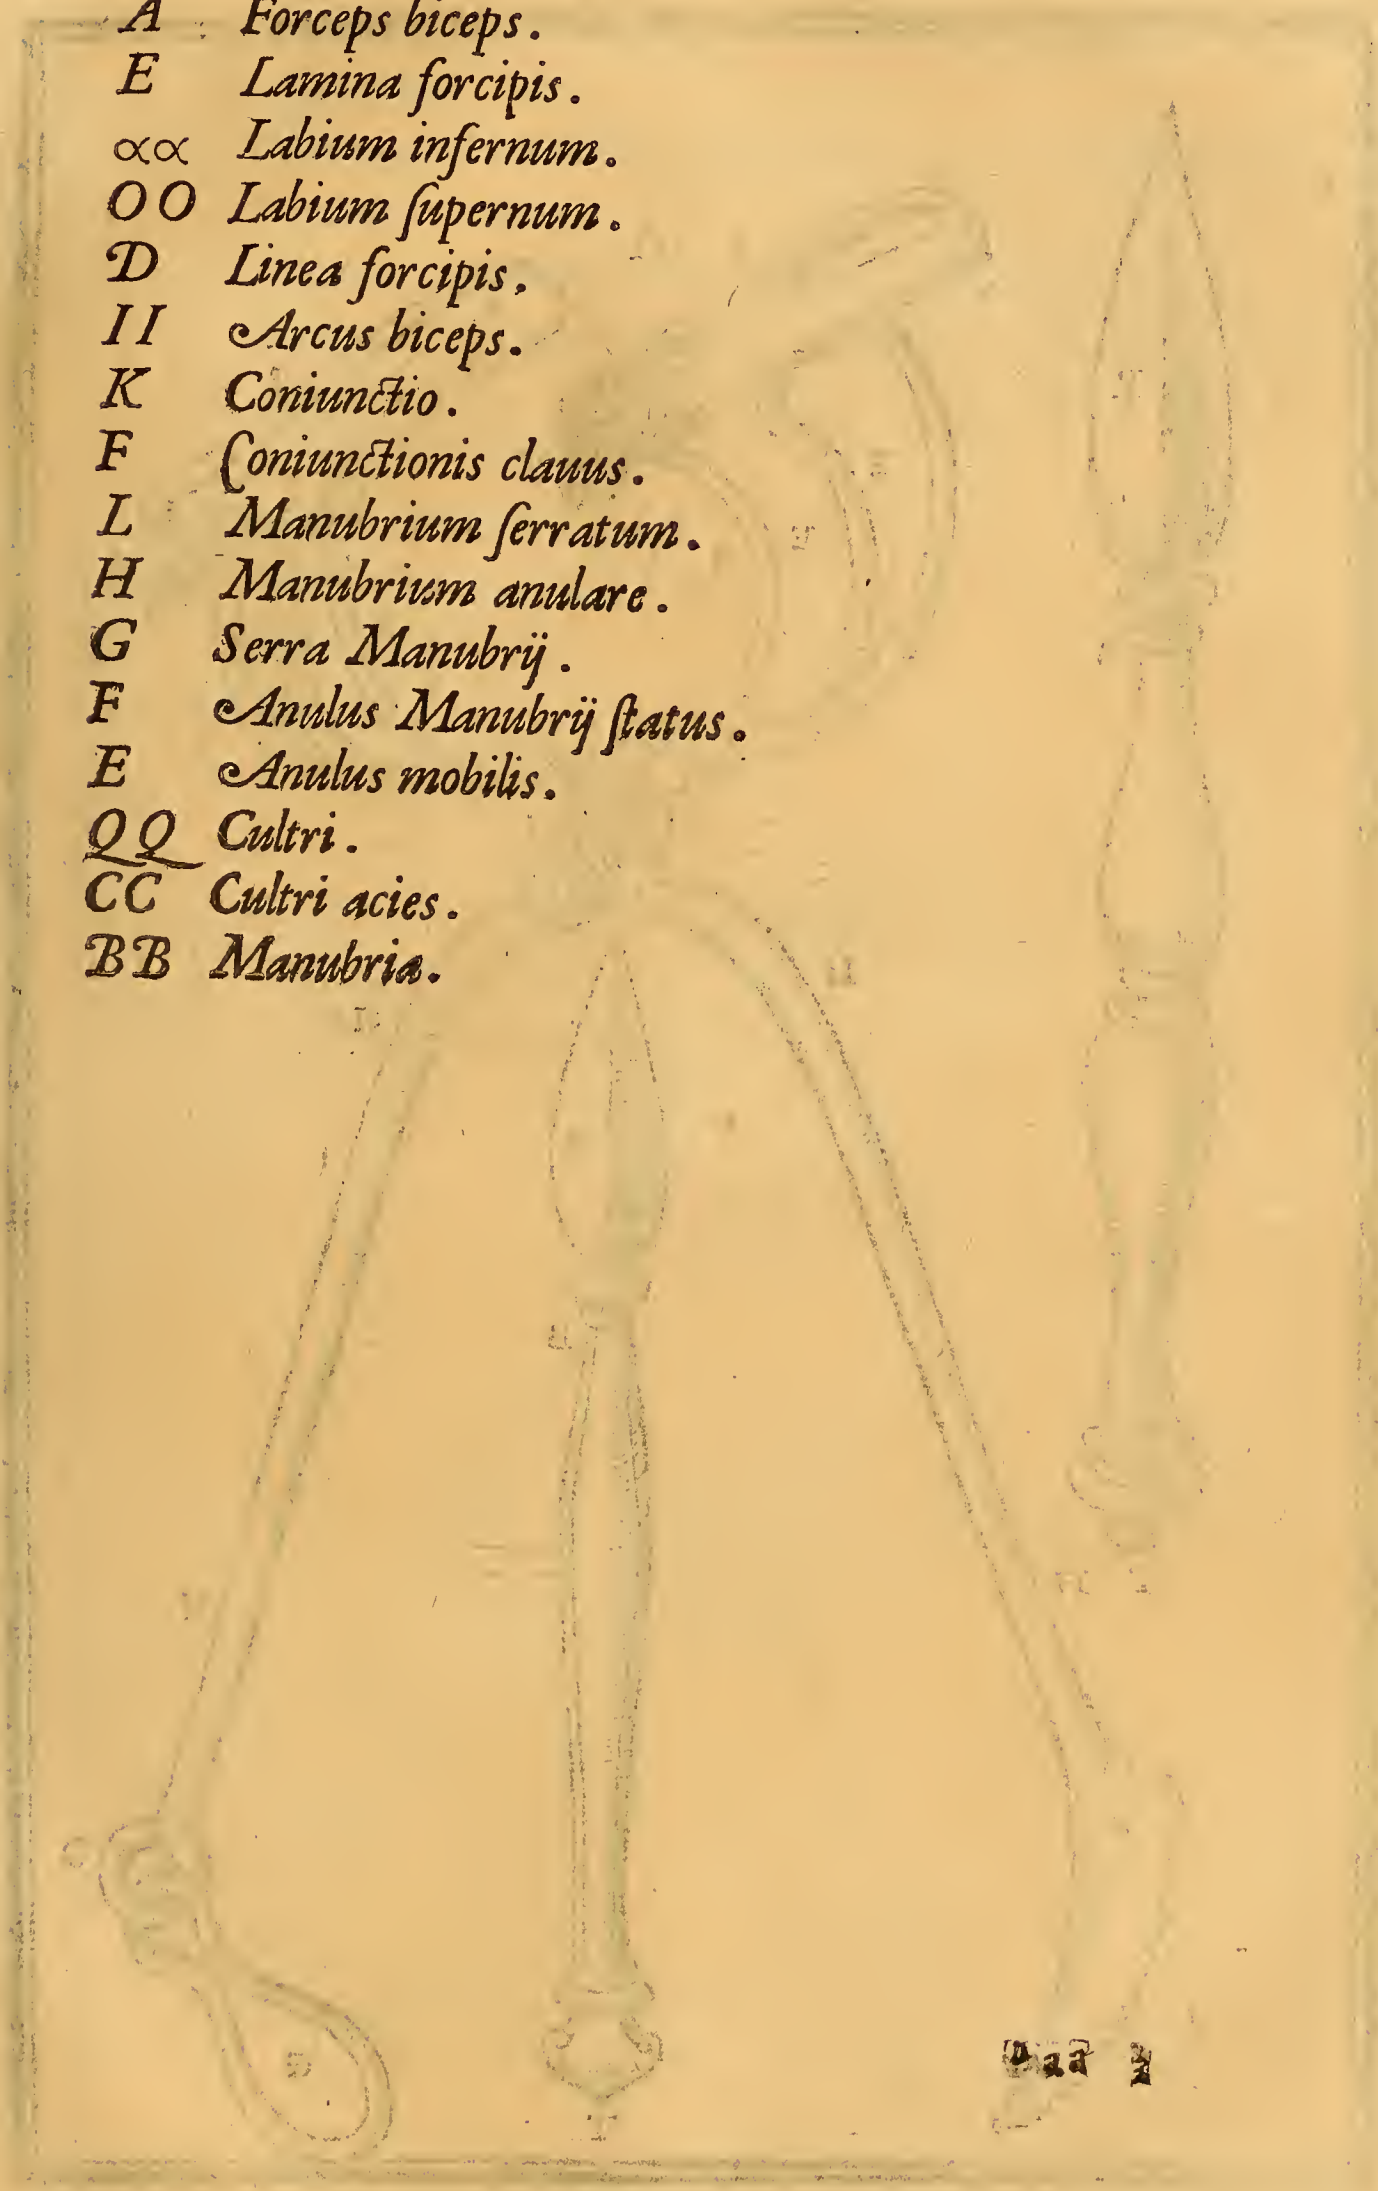 A Forceps biceps.
E Lamina forcipis.
αα Labium infernum.
OO Labium ſupernum.
D Linea forcipis.
II Arcus biceps.
K Coniunctio.
F Coniunctionis clauus.
L Manubrium ſerratum.
H Manubrium anulare.
G Serra Manubrij.
F Anulus Manubrij ſtatus.
E Anulus mobilis.
QQ Cultri.
CC Cultri acies.
BB Manubria.